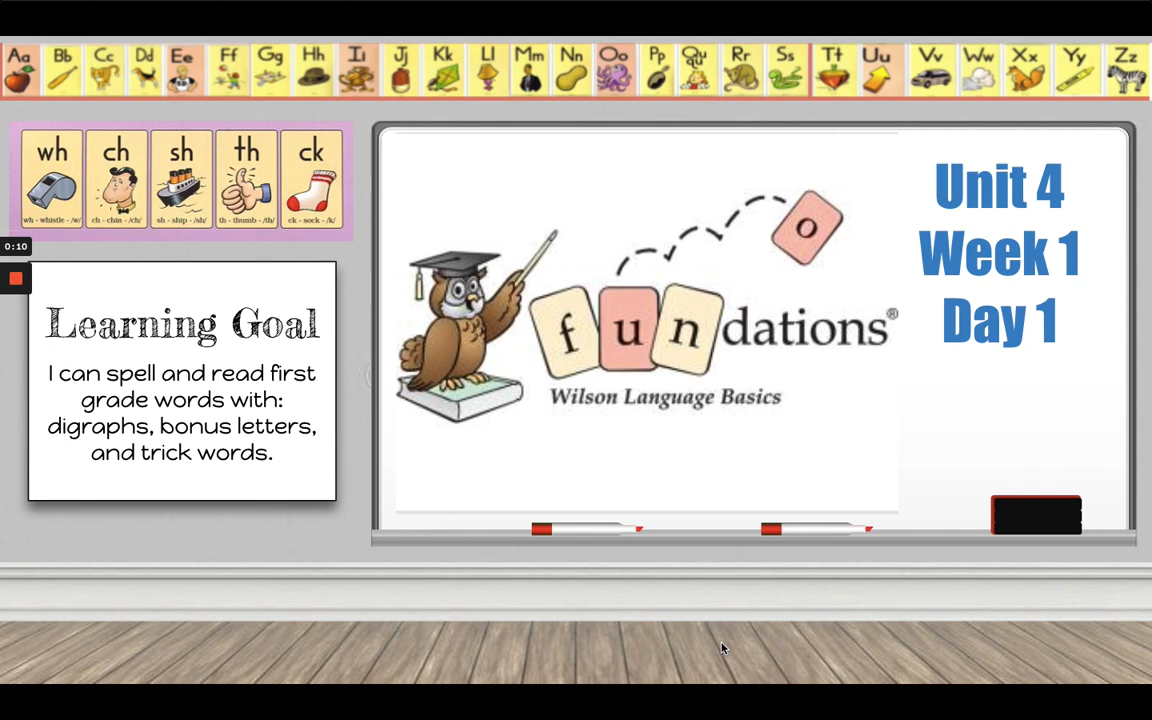 Aa Bb Cc Dd Ee Ff Gg Hh Ii Jj Kk Ll Mm Nn Oo Pp Qu qu Rr Ss Tt Uu Vv Ww Xx Yy Zz
wh ch sh th ck
wh - whistle - /w/ ch - chin - /ch/ sh - ship - /sh/ th - thumb - /th/ ck - sock - /k/
0:10
Learning Goal
I can spell and read first
grade words with:
digraphs, bonus letters,
and trick words.
o
fundations®
Wilson Language Basics
Unit 4
Week 1
Day 1